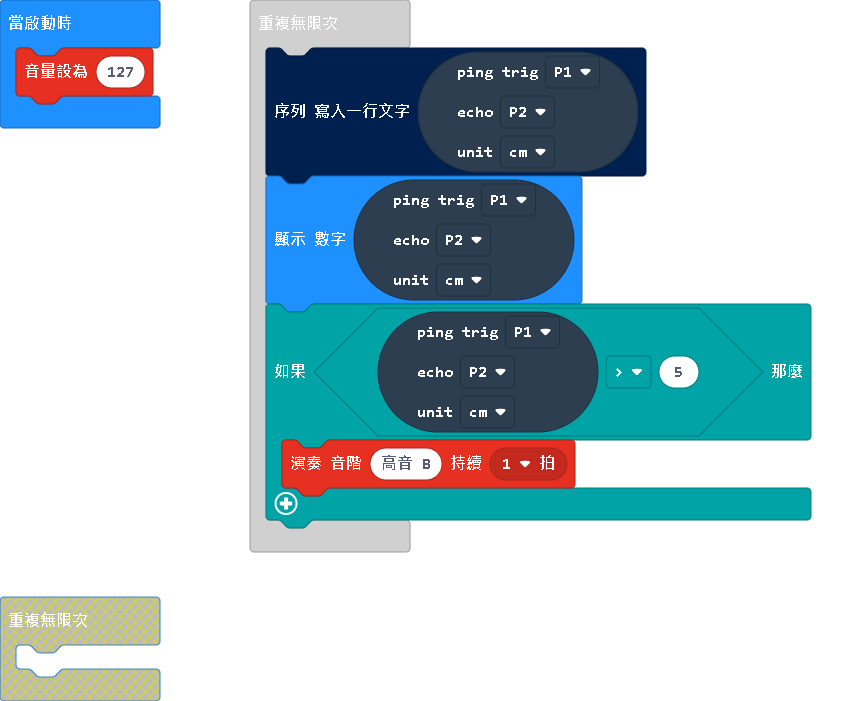 當啟動時
音量設為 127
重複無限次
序列 寫入一行文字 ping trig P1
echo P2
unit cm
顯示 數字 ping trig P1
echo P2
unit cm
如果 ping trig P1
echo P2
unit cm
> 5 那麼
演奏 音階 高音 B 持續 1 拍
重複無限次